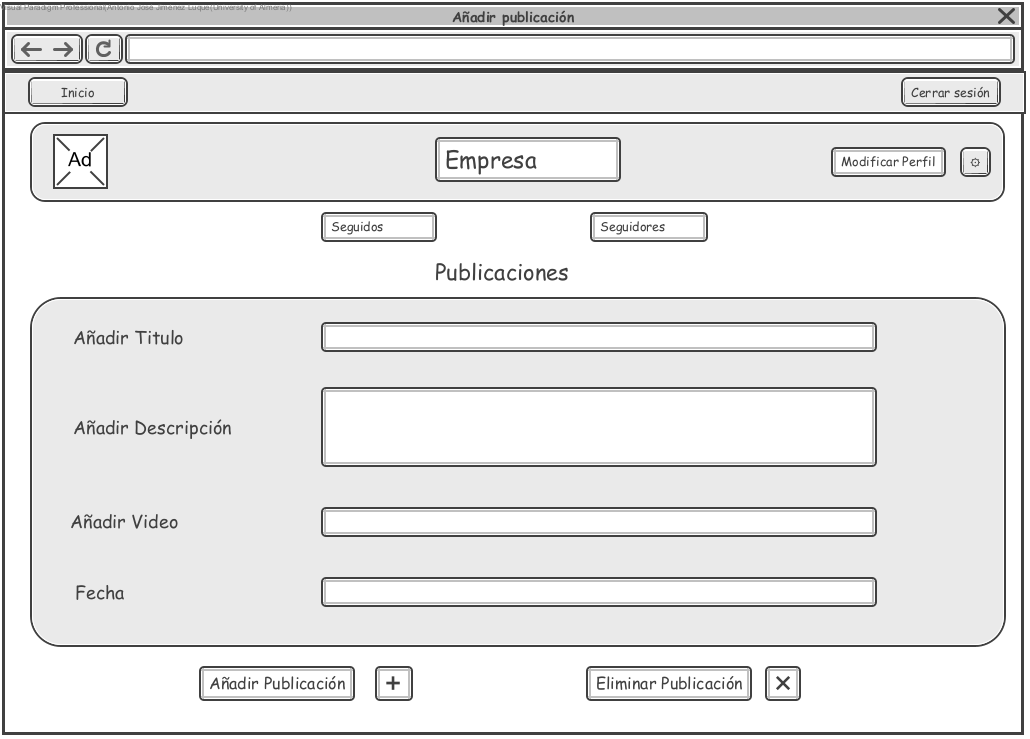 Visual Paradigm Professional(Antonio José Jiménez Luque(University of Almeria))
Añadir publicación
Inicio
Cerrar sesión
Ad
Empresa
Modificar Perfil
Seguidos
Seguidores
Publicaciones
Añadir Titulo
Añadir Descripción
Añadir Video
Fecha
Añadir Publicación
+
Eliminar Publicación